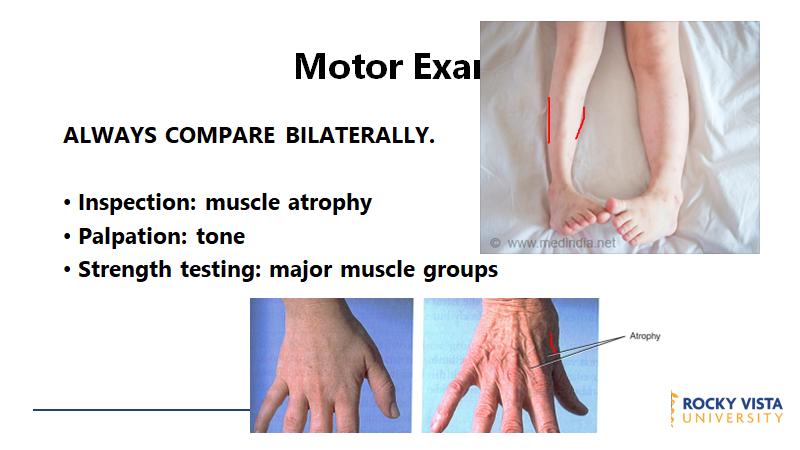 Motor Exa
ALWAYS COMPARE BILATERALLY.
• Inspection: muscle atrophy
• Palpation: tone
• Strength testing: major muscle groups
© www.medindia.net
Atrophy
ROCKY VISTA
UNIVERSITY